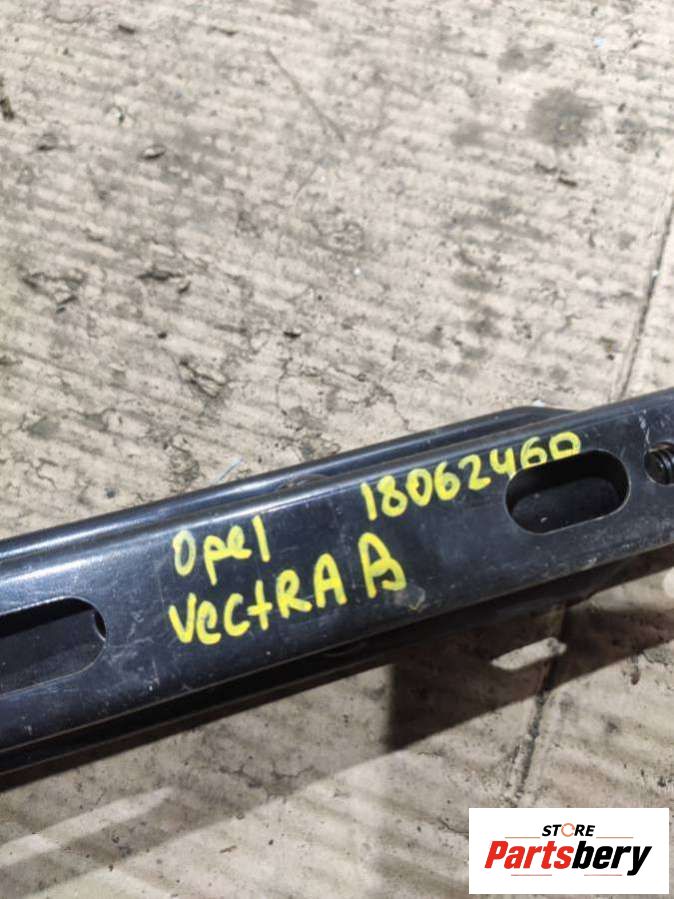 18062460
Opel
VectRA B
STORE
Partsbery